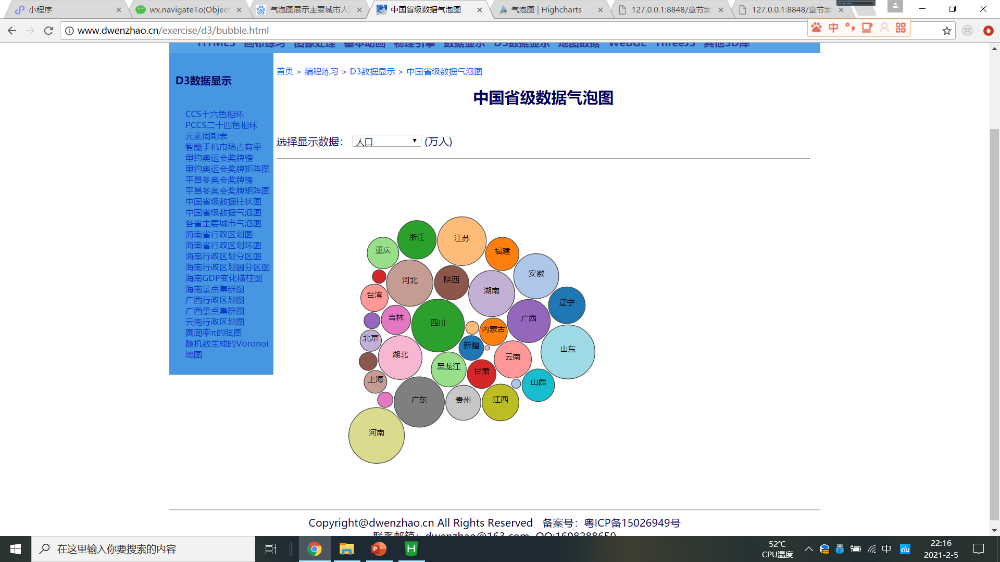 小程序
wx.navigateTo(Object
气泡图展示主要城市人
中国省级数据气泡图
气泡图 | Highcharts
127.0.0.1:8848/章节案
127.0.0.1:8848/章节案
www.dwenzhao.cn/exercise/d3/bubble.html
中
HTML5 画布练习 图像处理 基本动画 物理引擎 数据显示 D3数据显示 地图数据 WebGL ThreeJS 其他3D库
D3数据显示
CCS十六色相环
PCCS二十四色相环
元素周期表
智能手机市场占有率
里约奥运会奖牌榜
里约奥运会奖牌矩阵图
平昌冬奥会奖牌榜
平昌冬奥会奖牌矩阵图
中国省级数据柱状图
中国省级数据气泡图
各省主要城市气泡图
海南省行政区划图
海南省行政区划环图
海南行政区划分区图
海南行政区划圆分区图
海南GDP变化横柱图
海南景点集群图
广西行政区划图
广西景点集群图
云南行政区划图
圆周率π的弦图
随机数生成的Voronoi
地图
首页 > 编程练习 > D3数据显示 > 中国省级数据气泡图
中国省级数据气泡图
选择显示数据： 人口 (万人)
浙江
江苏
重庆
福建
安徽
河北
陕西
湖南
台湾
辽宁
吉林
四川
广西
内蒙古
北京
新疆
山东
湖北
云南
黑龙江
甘肃
上海
山西
广东
贵州
江西
河南
Copyright@dwenzhao.cn All Rights Reserved 备案号：粤ICP备15026949号
联系邮箱：dwenzhao@163.com QQ:1608288659
在这里输入你要搜索的内容
52℃
CPU温度
中
du
22:16
2021-2-5